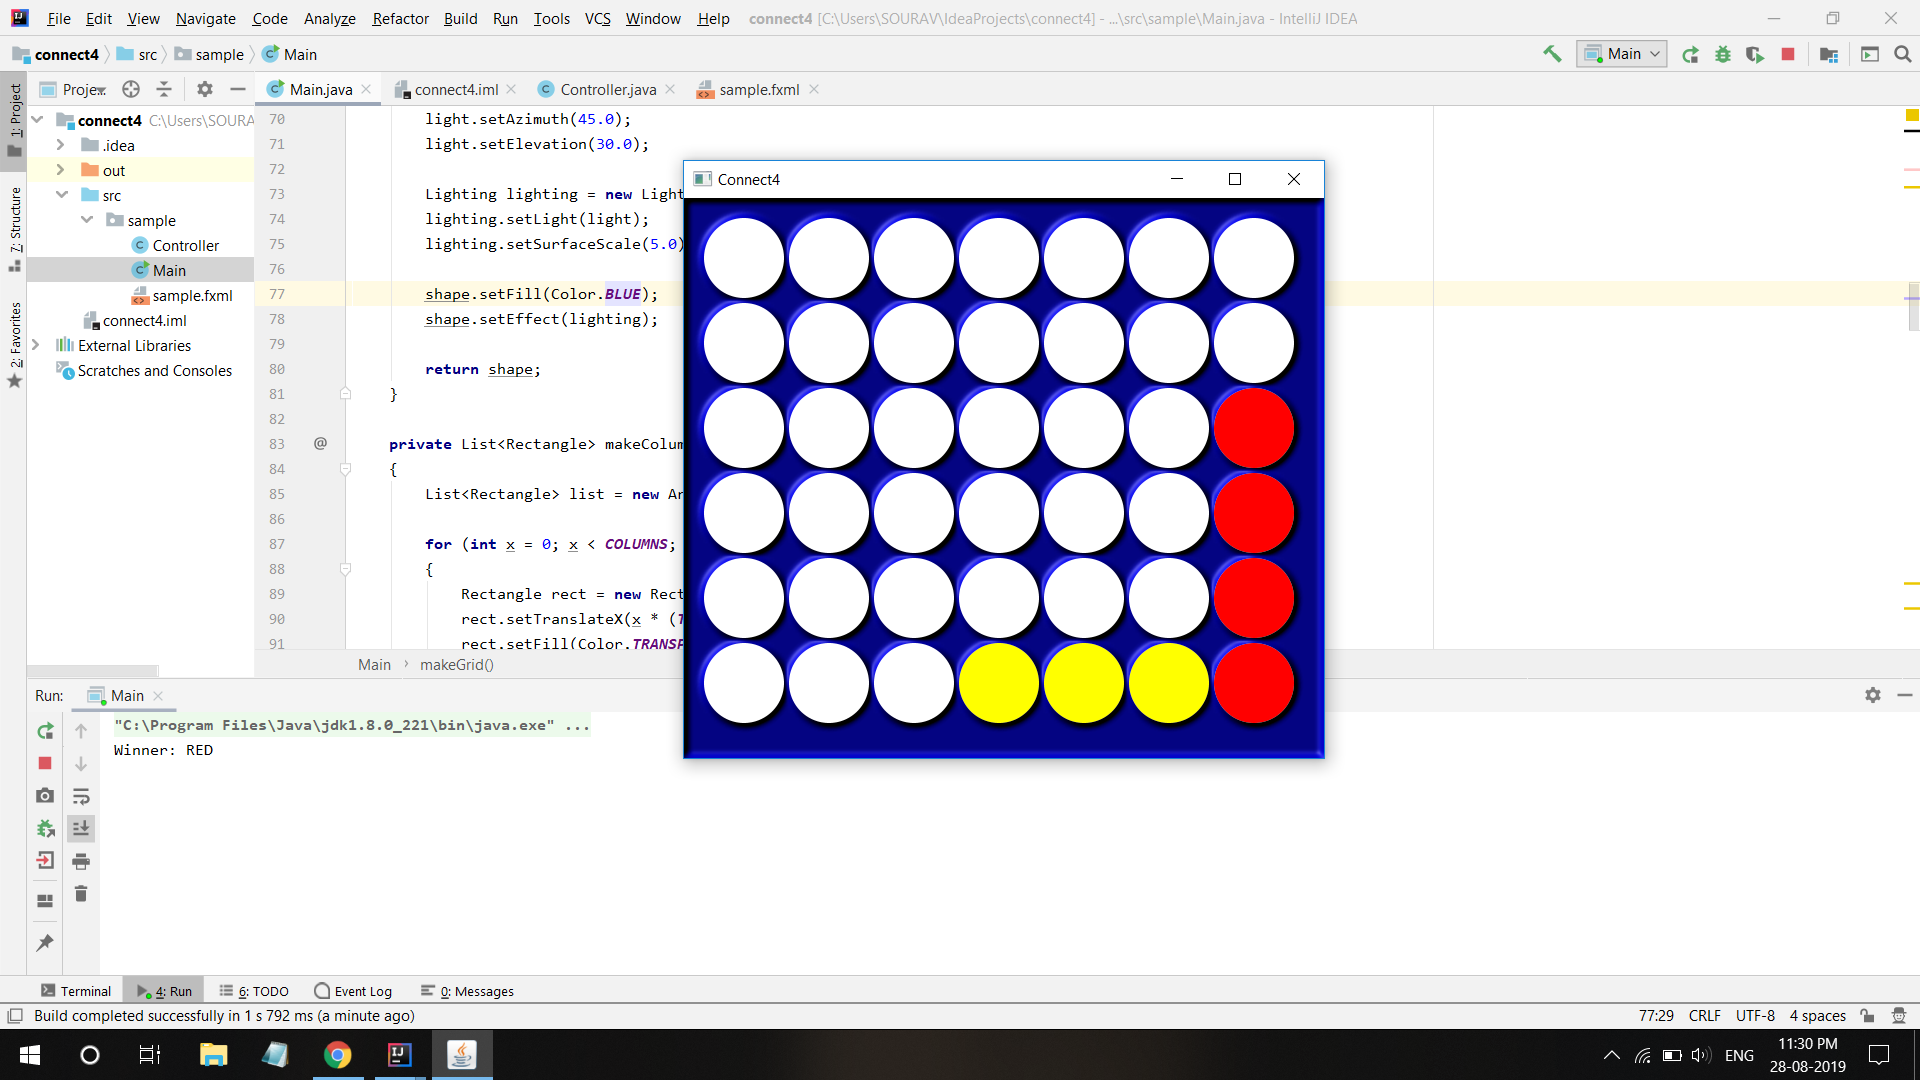 File Edit View Navigate Code Analyze Refactor Build Run Tools VCS Window Help connect4 [C:\Users\SOURAV\IdeaProjects\connect4] - ...\src\sample\Main.java - IntelliJ IDEA
connect4 src sample Main Main
1: Project
7: Structure
2: Favorites
Proje Main.java connect4.iml Controller.java sample.fxml
connect4 C:\Users\SOURA
.idea
out
src
sample
Controller
Main
sample.fxml
connect4.iml
External Libraries
Scratches and Consoles
70 light.setAzimuth(45.0);
71 light.setElevation(30.0);
72
73 Lighting lighting = new Light
74 lighting.setLight(light);
75 lighting.setSurfaceScale(5.0)
76
77 shape.setFill(Color.BLUE);
78 shape.setEffect(lighting);
79
80 return shape;
81 }
82
83 @ private List<Rectangle> makeColum
84 {
85 List<Rectangle> list = new Ar
86
87 for (int x = 0; x < COLUMNS;
88 {
89 Rectangle rect = new Rect
90 rect.setTranslateX(x * (T
91 rect.setFill(Color.TRANSP
Main › makeGrid()
Connect4
Run: Main
"C:\Program Files\Java\jdk1.8.0_221\bin\java.exe" ...
Winner: RED
Terminal 4: Run 6: TODO Event Log 0: Messages
Build completed successfully in 1 s 792 ms (a minute ago) 77:29 CRLF UTF-8 4 spaces
ENG
11:30 PM
28-08-2019